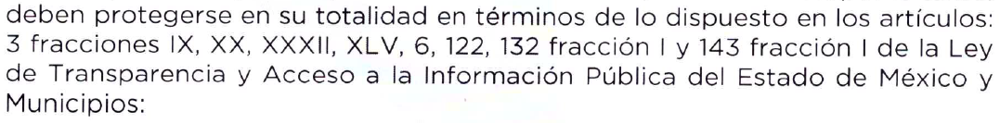 deben protegerse en su totalidad en términos de lo dispuesto en los artículos:
3 fracciones IX, XX, XXXII, XLV, 6, 122, 132 fracción I y 143 fracción I de la Ley
de Transparencia y Acceso a la Información Pública del Estado de México y
Municipios: